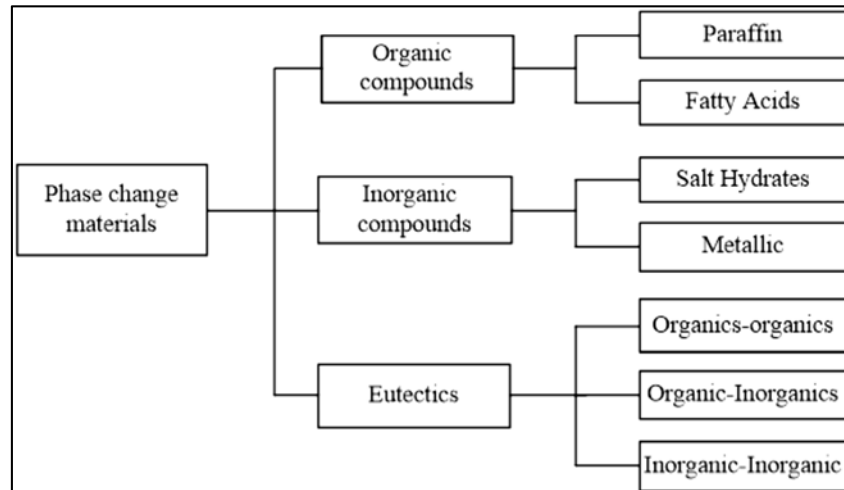 Phase change
materials
Organic
compounds
Paraffin
Fatty Acids
Inorganic
compounds
Salt Hydrates
Metallic
Eutectics
Organics-organics
Organic-Inorganics
Inorganic-Inorganic